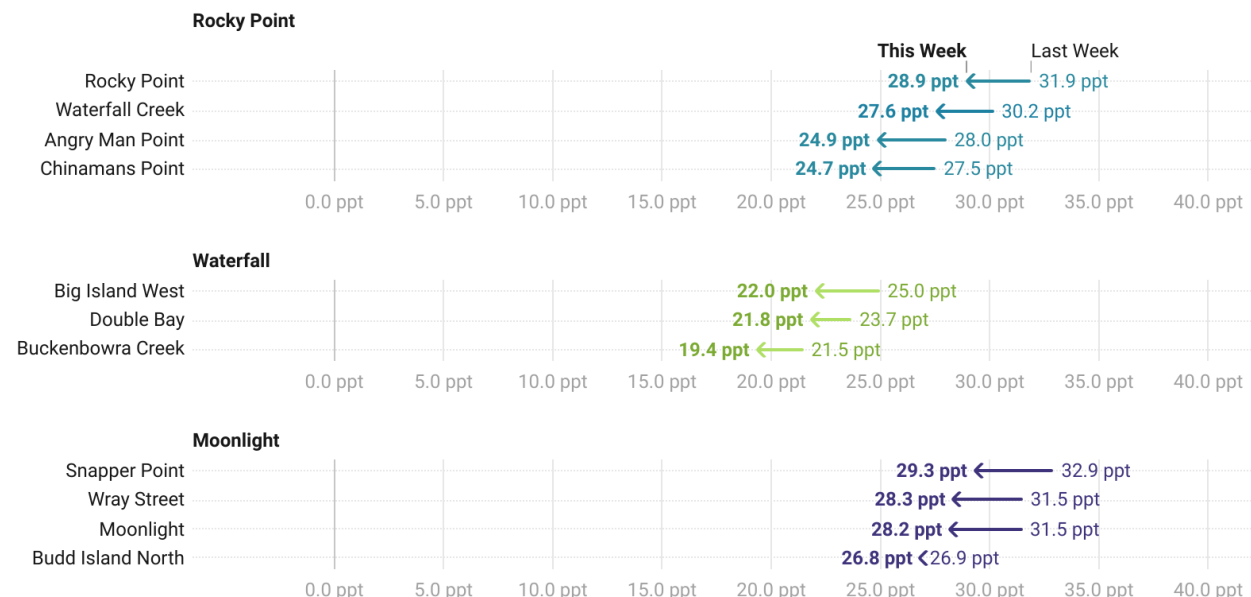 Rocky Point
This Week Last Week
Rocky Point 28.9 ppt 31.9 ppt
Waterfall Creek 27.6 ppt 30.2 ppt
Angry Man Point 24.9 ppt 28.0 ppt
Chinamans Point 24.7 ppt 27.5 ppt
0.0 ppt 5.0 ppt 10.0 ppt 15.0 ppt 20.0 ppt 25.0 ppt 30.0 ppt 35.0 ppt 40.0 ppt
Waterfall
Big Island West 22.0 ppt 25.0 ppt
Double Bay 21.8 ppt 23.7 ppt
Buckenbowra Creek 19.4 ppt 21.5 ppt
0.0 ppt 5.0 ppt 10.0 ppt 15.0 ppt 20.0 ppt 25.0 ppt 30.0 ppt 35.0 ppt 40.0 ppt
Moonlight
Snapper Point 29.3 ppt 32.9 ppt
Wray Street 28.3 ppt 31.5 ppt
Moonlight 28.2 ppt 31.5 ppt
Budd Island North 26.8 ppt 26.9 ppt
0.0 ppt 5.0 ppt 10.0 ppt 15.0 ppt 20.0 ppt 25.0 ppt 30.0 ppt 35.0 ppt 40.0 ppt